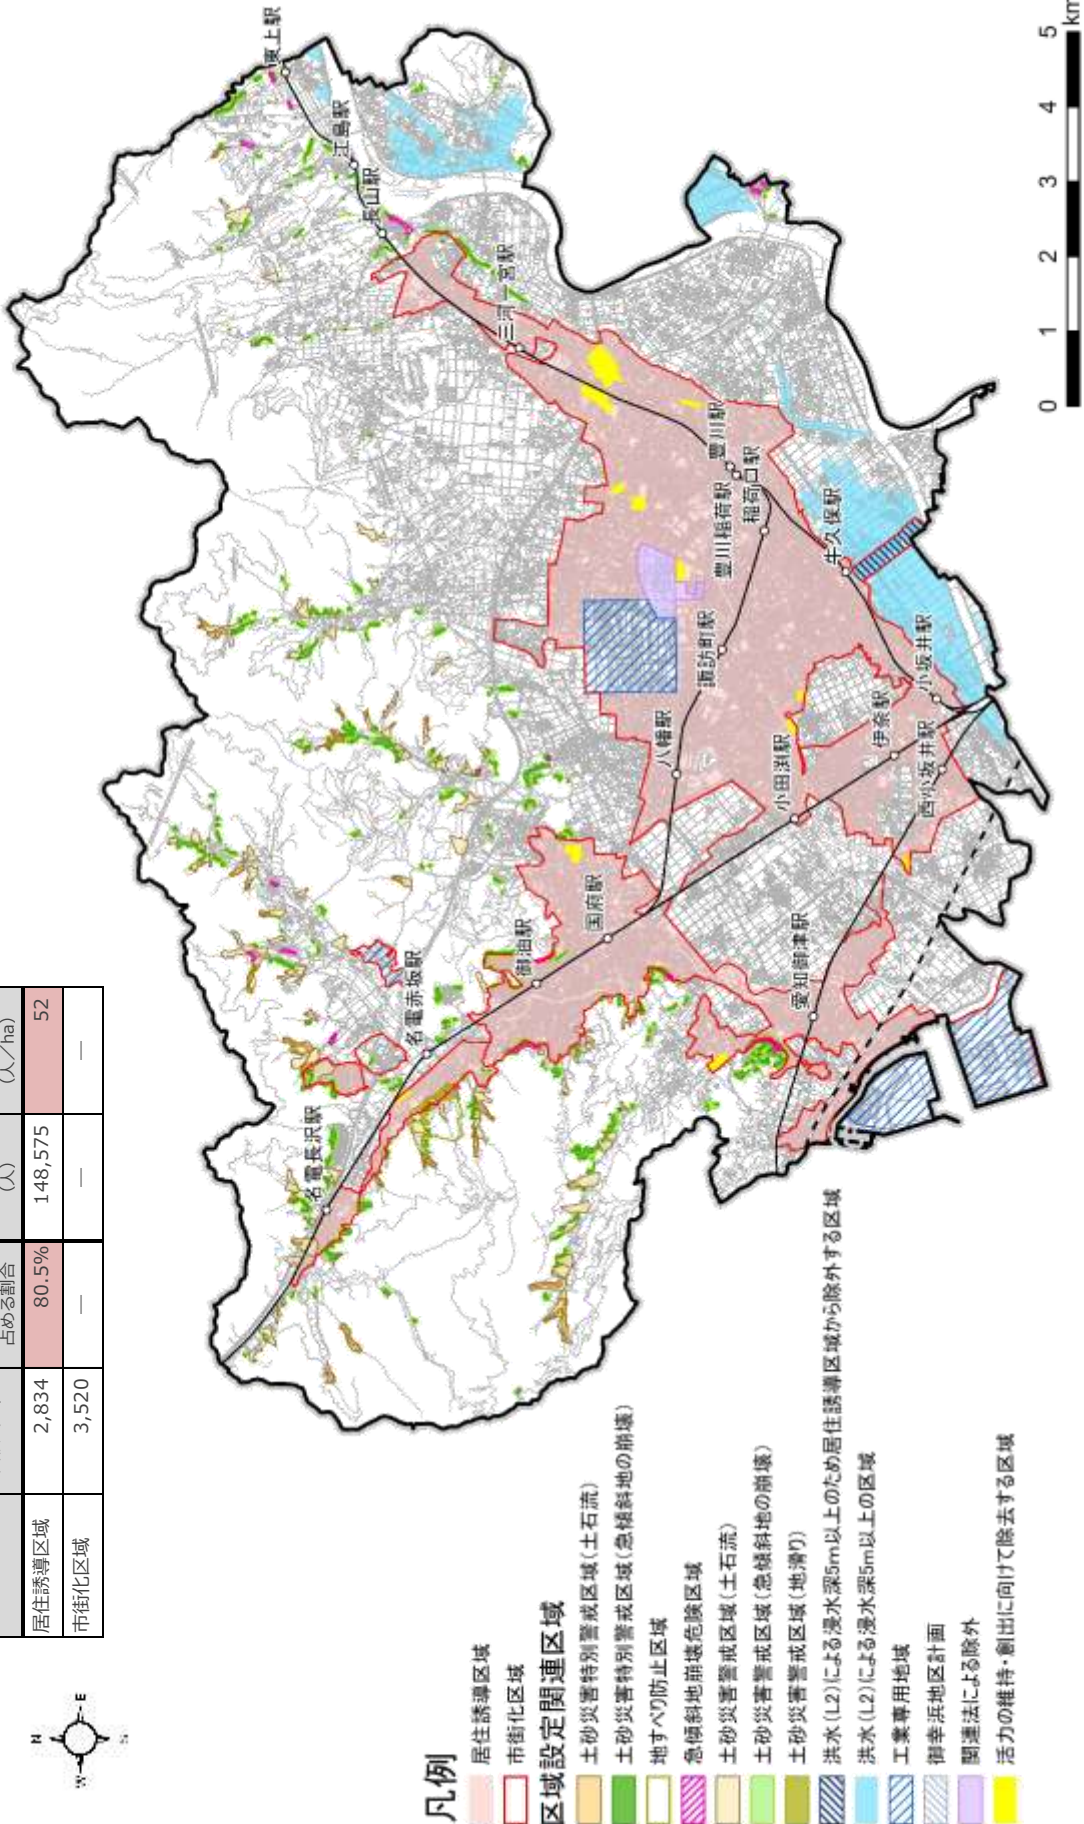 占める割合
(人)
(人/ha)
居住誘導区域 2,834 80.5% 148,575 52
市街化区域 3,520 — — —
N
W
E
S
東上駅
江島駅
長山駅
三河一宮駅
豊川駅
豊川稲荷駅
稲荷口駅
牛久保駅
諏訪町駅
八幡駅
小田渕駅
伊奈駅
小坂井駅
西小坂井駅
国府駅
御油駅
名電赤坂駅
名電長沢駅
愛知御津駅
凡例
居住誘導区域
市街化区域
区域設定関連区域
土砂災害特別警戒区域(土石流)
土砂災害特別警戒区域(急傾斜地の崩壊)
地すべり防止区域
急傾斜地崩壊危険区域
土砂災害警戒区域(土石流)
土砂災害警戒区域(急傾斜地の崩壊)
土砂災害警戒区域(地滑り)
洪水(L2)による浸水深5m以上のため居住誘導区域から除外する区域
洪水(L2)による浸水深5m以上の区域
工業専用地域
御幸浜地区計画
関連法による除外
活力の維持・創出に向けて除去する区域
0 1 2 3 4 5
km